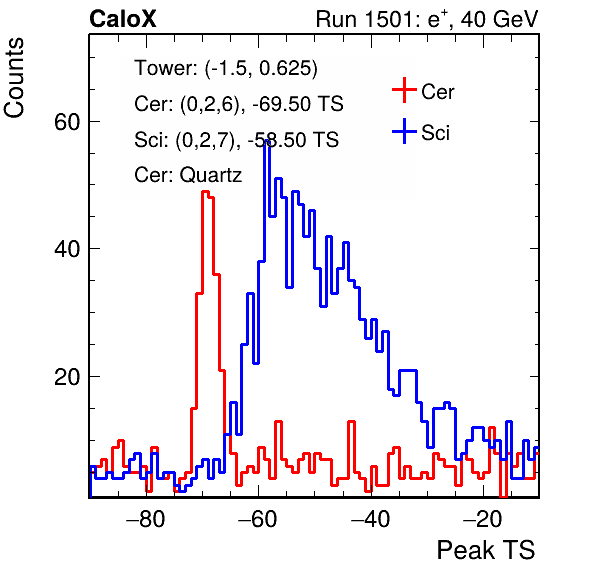 CaloX Run 1501: e⁺, 40 GeV
Counts
Tower: (-1.5, 0.625)
Cer: (0,2,6), -69.50 TS
Sci: (0,2,7), -58.50 TS
Cer: Quartz
Cer
Sci
60
40
20
−80 −60 −40 −20
Peak TS